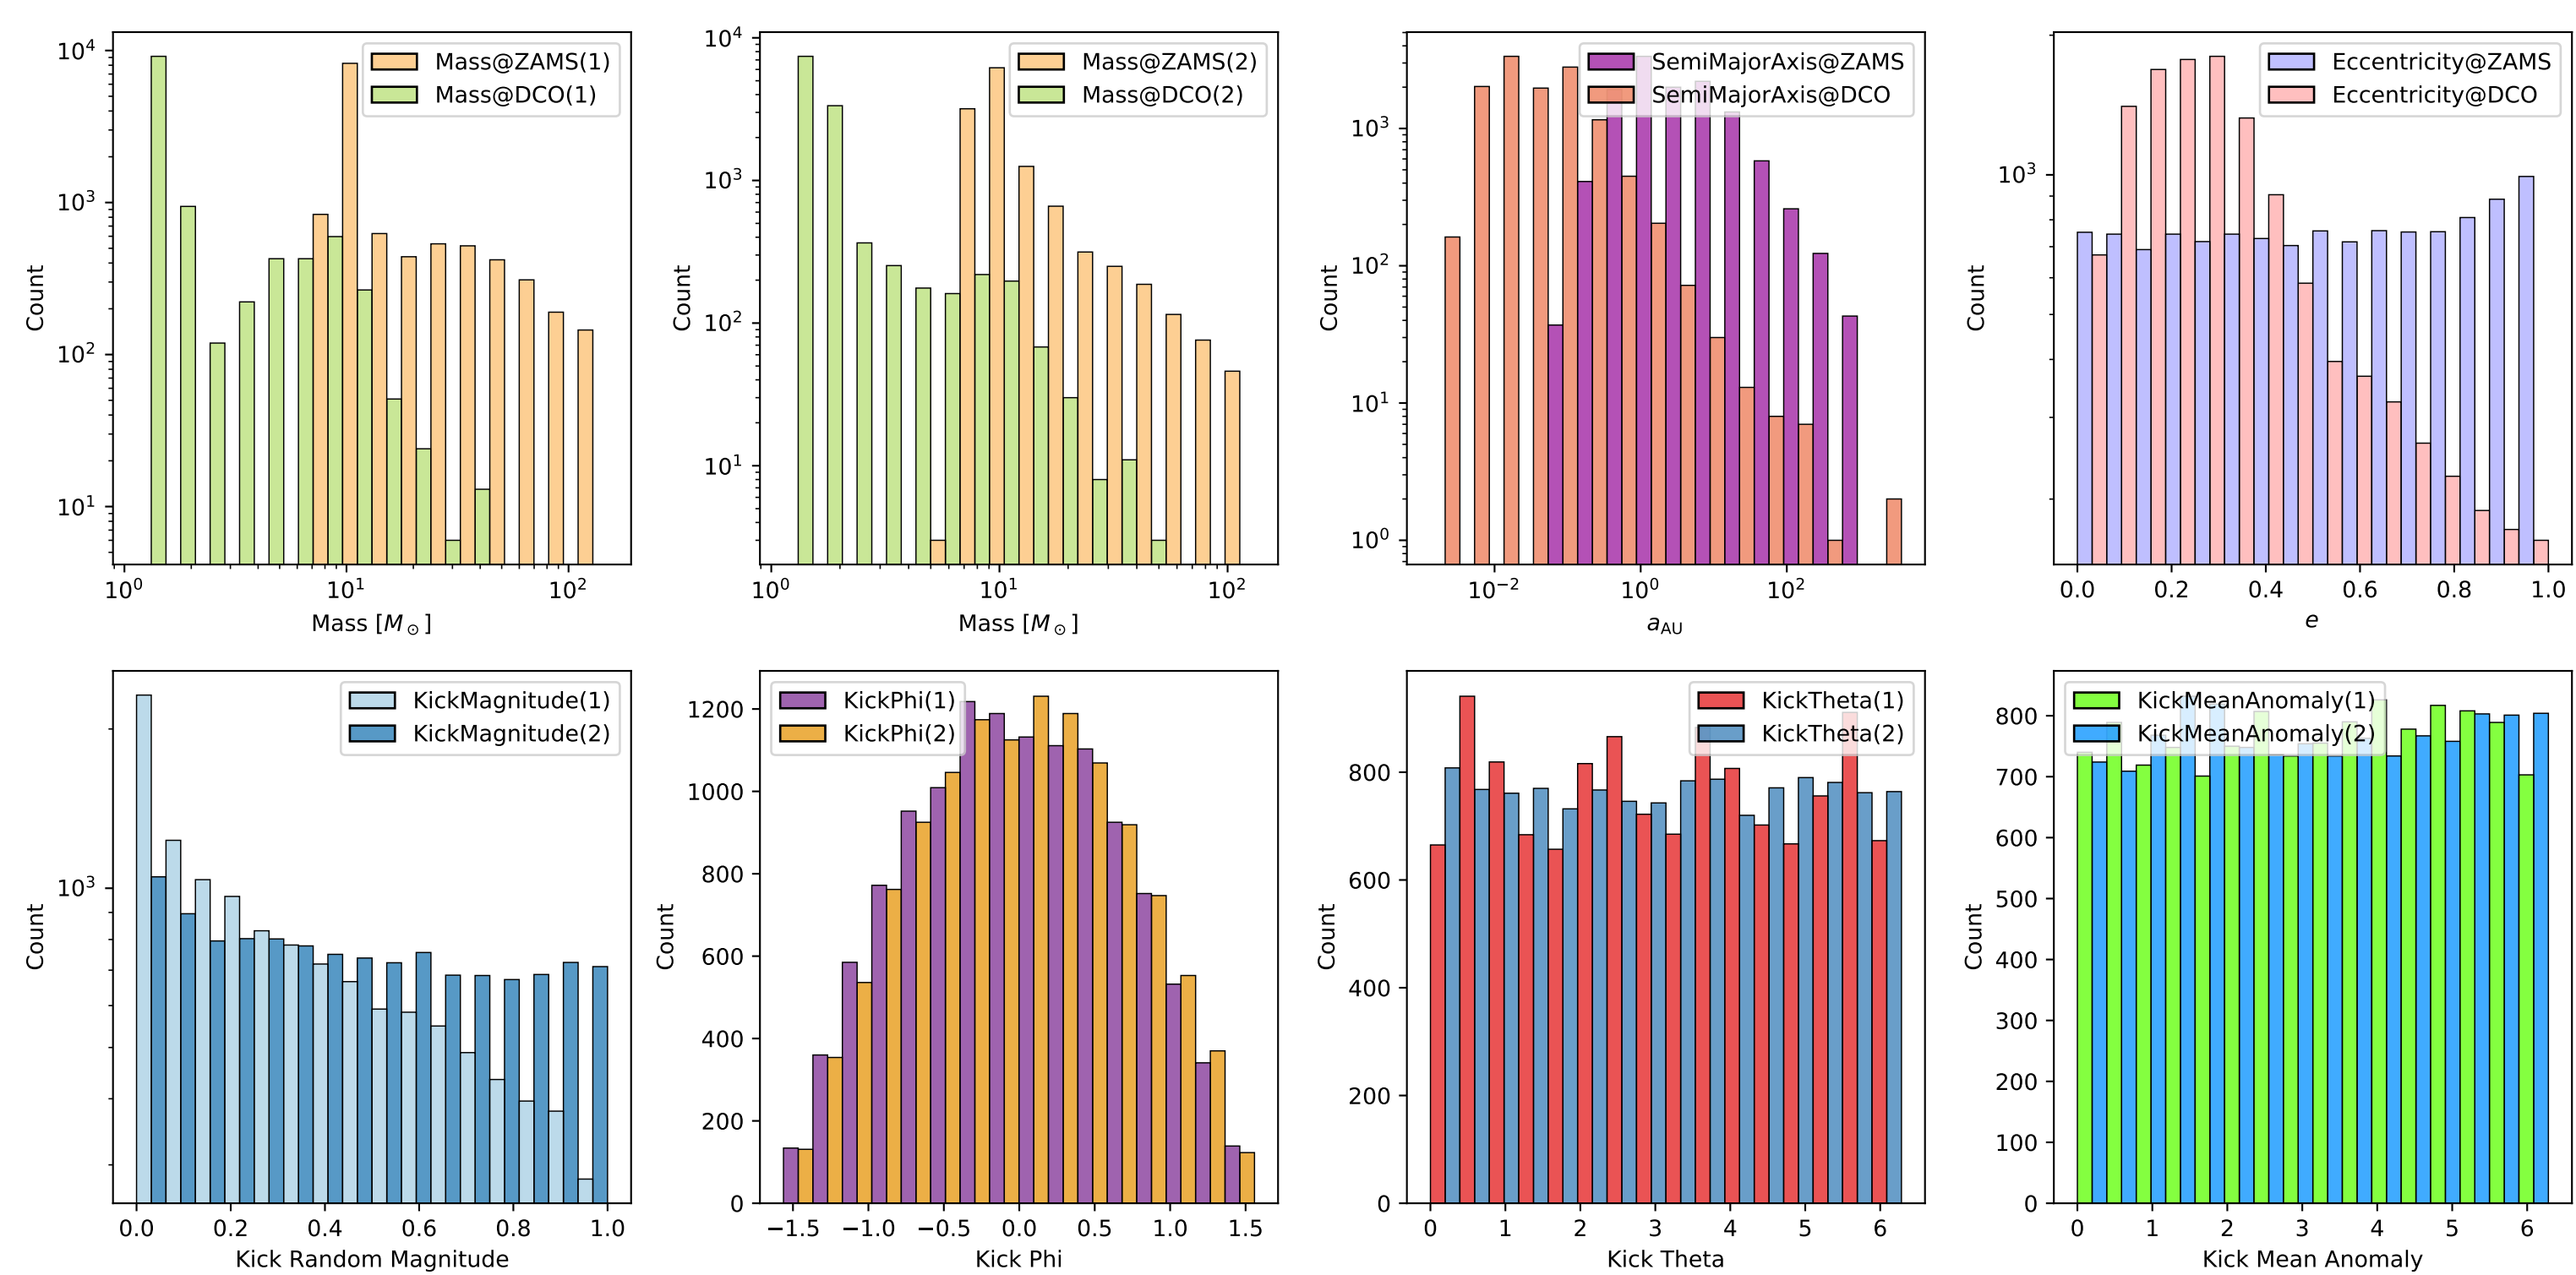 10^4
10^3
10^2
10^1
Count
Mass@ZAMS(1)
Mass@DCO(1)
10^0 10^1 10^2
Mass [M_⊙]
10^4
10^3
10^2
10^1
Count
Mass@ZAMS(2)
Mass@DCO(2)
10^0 10^1 10^2
Mass [M_⊙]
10^3
10^2
10^1
10^0
Count
SemiMajorAxis@ZAMS
SemiMajorAxis@DCO
10^−2 10^0 10^2
a_AU
10^3
Count
Eccentricity@ZAMS
Eccentricity@DCO
0.0 0.2 0.4 0.6 0.8 1.0
e
10^3
Count
KickMagnitude(1)
KickMagnitude(2)
0.0 0.2 0.4 0.6 0.8 1.0
Kick Random Magnitude
1200
1000
800
600
400
200
0
Count
KickPhi(1)
KickPhi(2)
−1.5 −1.0 −0.5 0.0 0.5 1.0 1.5
Kick Phi
800
600
400
200
0
Count
KickTheta(1)
KickTheta(2)
0 1 2 3 4 5 6
Kick Theta
800
700
600
500
400
300
200
100
0
Count
KickMeanAnomaly(1)
KickMeanAnomaly(2)
0 1 2 3 4 5 6
Kick Mean Anomaly